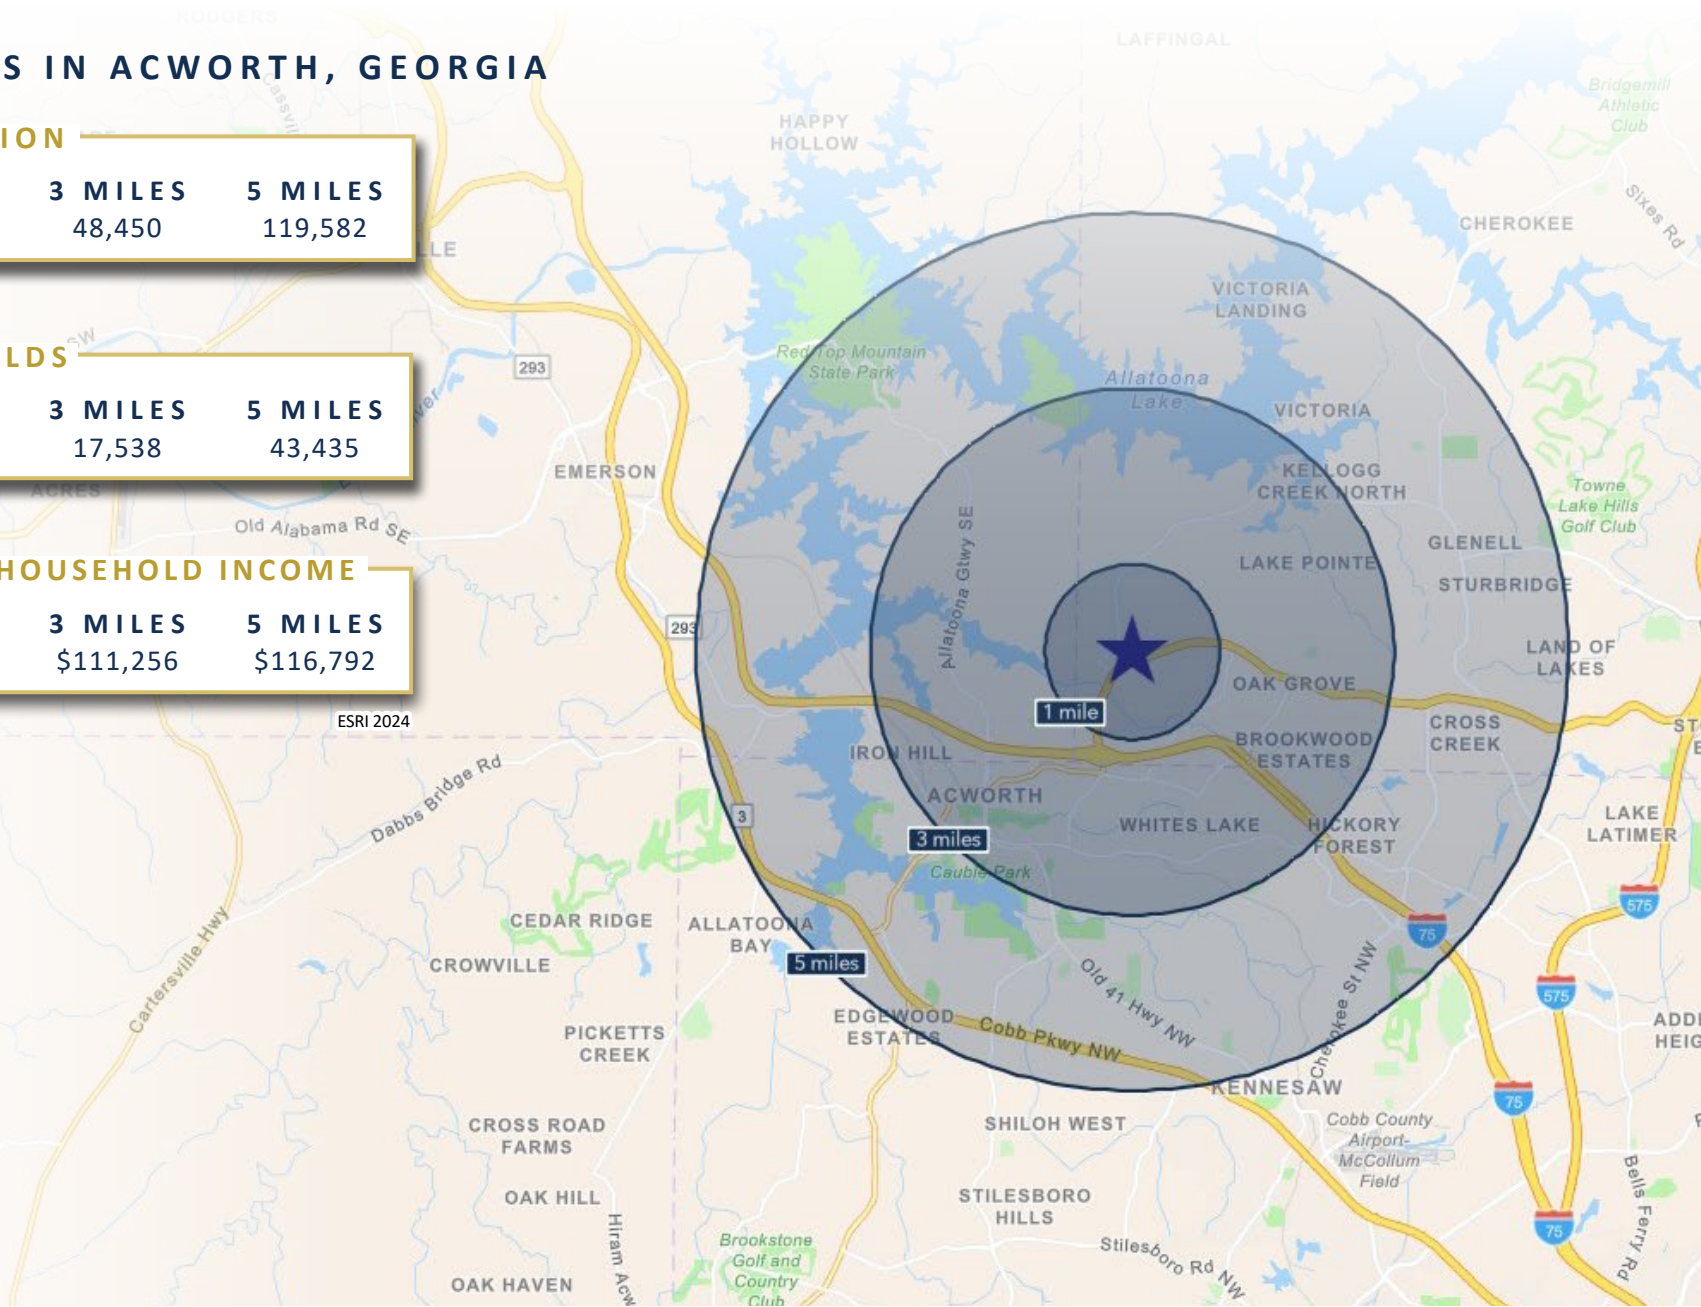 RODGERS
S IN ACWORTH, GEORGIA
LAFFINGAL
Cassvil
Bridgemill
Athletic
Club
HAPPY
HOLLOW
ION
3 MILES 5 MILES
48,450 119,582
LLE
Sixes Rd
CHEROKEE
VICTORIA
LANDING
SW
LDS
3 MILES 5 MILES
17,538 43,435
293
Red Top Mountain
State Park
Allatoona
Lake
VICTORIA
ver
EMERSON
KELLOGG
CREEK NORTH
ACRES
Old Alabama Rd SE
Towne
Lake Hills
Golf Club
Allatoona Gtwy SE
GLENELL
LAKE POINTE
STURBRIDGE
HOUSEHOLD INCOME
3 MILES 5 MILES
$111,256 $116,792
ESRI 2024
293
LAND OF
LAKES
OAK GROVE
1 mile
CROSS
CREEK
ST
E
IRON HILL
BROOKWOOD
ESTATES
Dabbs Bridge Rd
ACWORTH
3
WHITES LAKE
HICKORY
FOREST
LAKE
LATIMER
3 miles
Cauble Park
575
CEDAR RIDGE
ALLATOONA
BAY
75
Cartersville Hwy
CROWVILLE
5 miles
Old 41 Hwy NW
Cherokee St NW
575
EDGEWOOD
ESTATES
Cobb Pkwy NW
PICKETTS
CREEK
ADDI
HEIG
KENNESAW
75
CROSS ROAD
FARMS
SHILOH WEST
Cobb County
Airport-
McCollum
Field
OAK HILL
STILESBORO
HILLS
Bells Ferry Rd
Hiram Acw
75
Brookstone
Golf and
Country
Club
Stilesboro Rd NW
OAK HAVEN